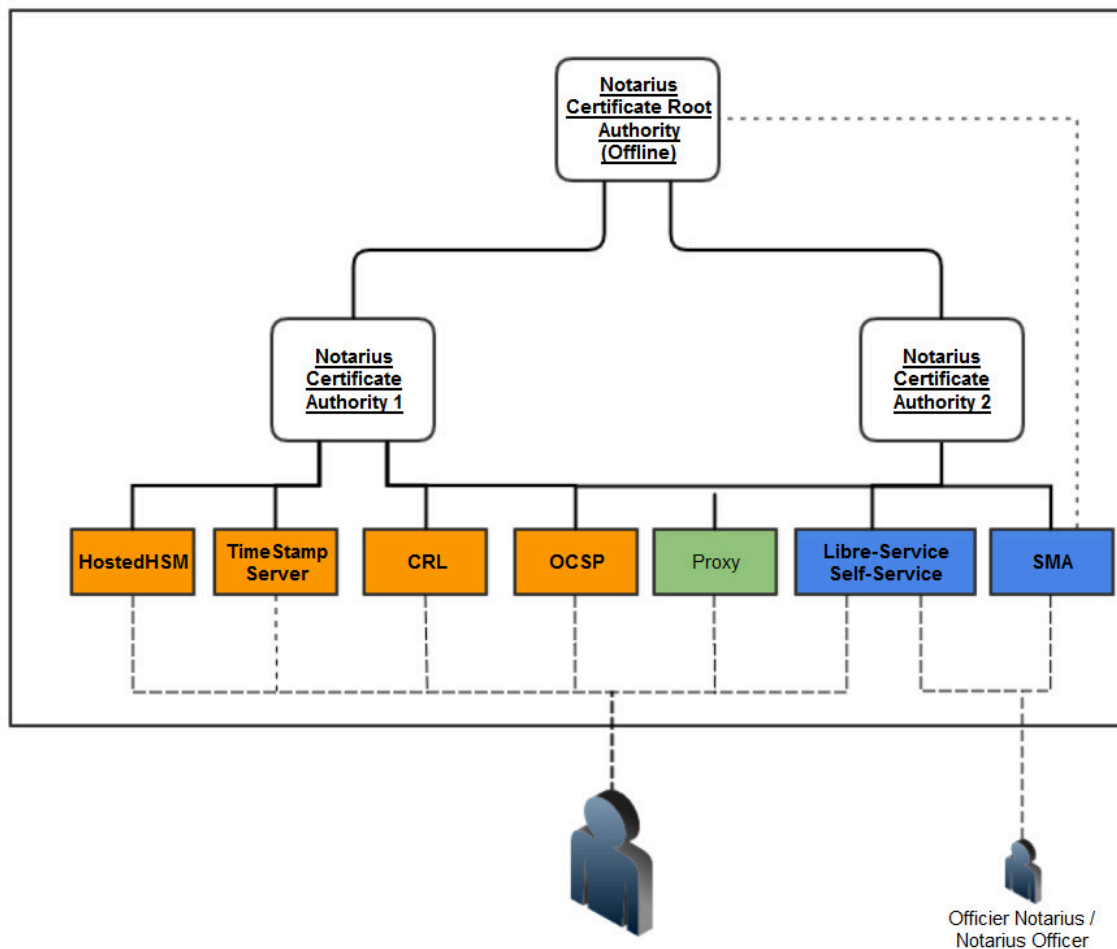 Notarius
Certificate Root
Authority
(Offline)
Notarius
Certificate
Authority 1
Notarius
Certificate
Authority 2
HostedHSM
TimeStamp
Server
CRL
OCSP
Proxy
Libre-Service
Self-Service
SMA
Officier Notarius /
Notarius Officer